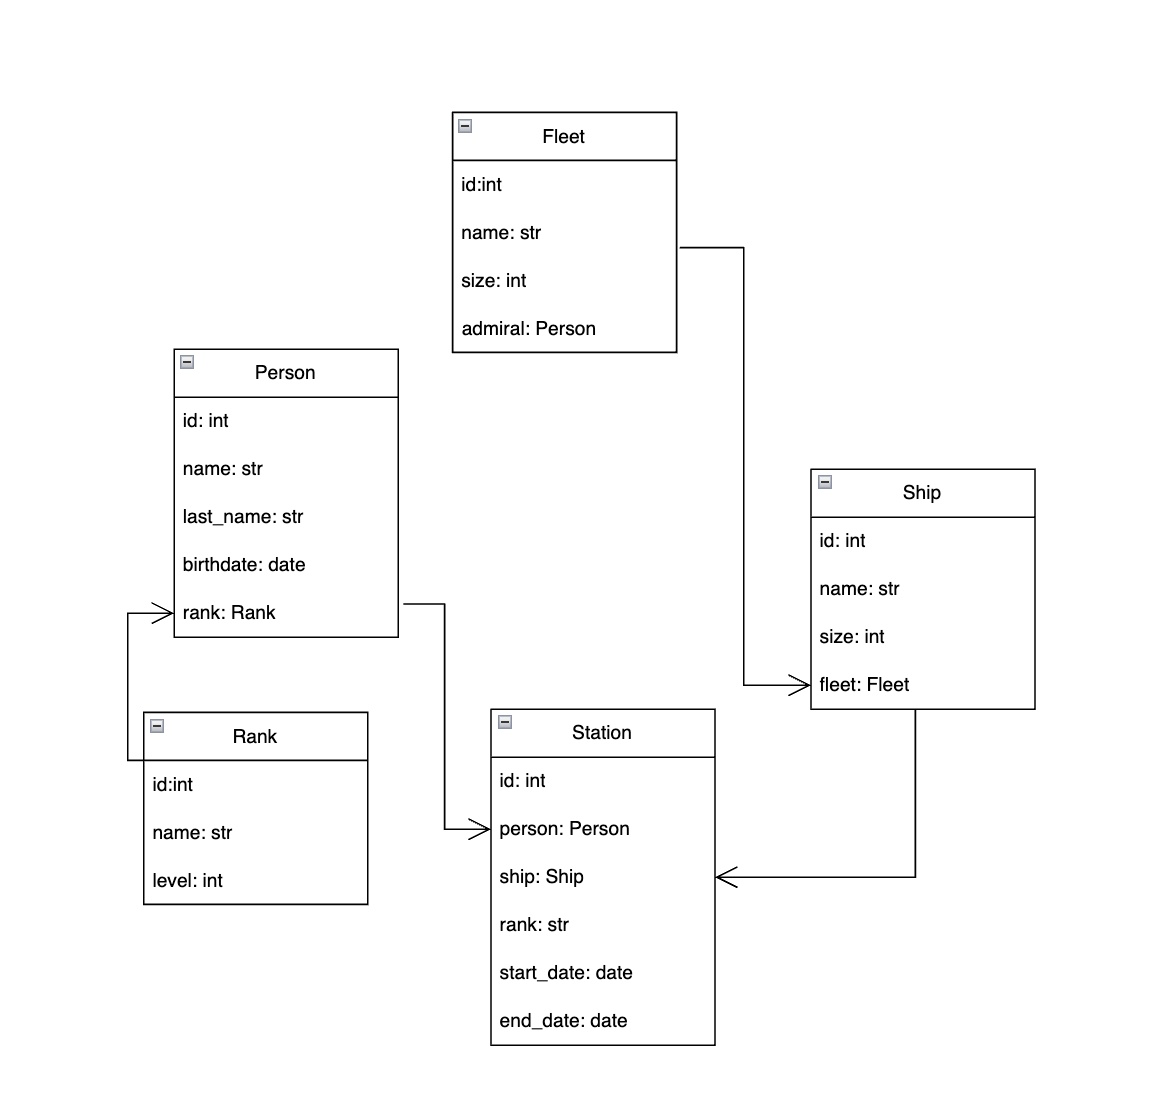 Fleet
id:int
name: str
size: int
admiral: Person
Person
id: int
name: str
last_name: str
birthdate: date
rank: Rank
Ship
id: int
name: str
size: int
fleet: Fleet
Rank
id:int
name: str
level: int
Station
id: int
person: Person
ship: Ship
rank: str
start_date: date
end_date: date